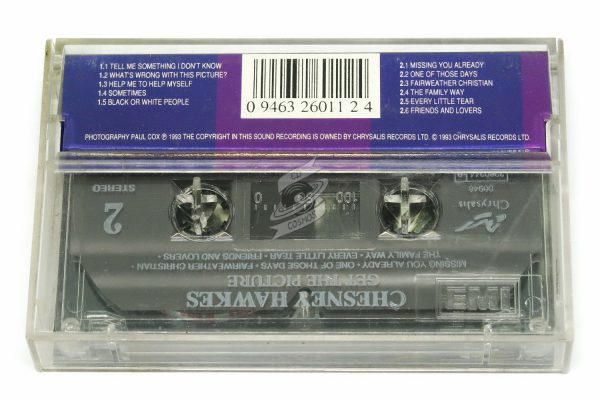 1.1 TELL ME SOMETHING I DON'T KNOW
1.2 WHAT'S WRONG WITH THIS PICTURE?
1.3 HELP ME TO HELP MYSELF
1.4 SOMETIMES
1.5 BLACK OR WHITE PEOPLE
0 9463 26011 2 4
2.1 MISSING YOU ALREADY
2.2 ONE OF THOSE DAYS
2.3 FAIRWEATHER CHRISTIAN
2.4 THE FAMILY WAY
2.5 EVERY LITTLE TEAR
2.6 FRIENDS AND LOVERS
PHOTOGRAPHY PAUL COX ℗ 1993 THE COPYRIGHT IN THIS SOUND RECORDING IS OWNED BY CHRYSALIS RECORDS LTD. © 1993 CHRYSALIS RECORDS LTD.
EMI
CHESNEY HAWKES
GET THE PICTURE
MISSING YOU ALREADY • ONE OF THOSE DAYS • FAIRWEATHER CHRISTIAN
THE FAMILY WAY • EVERY LITTLE TEAR • FRIENDS AND LOVERS
Chrysalis
100 0
2
STEREO
CD
COSMOS